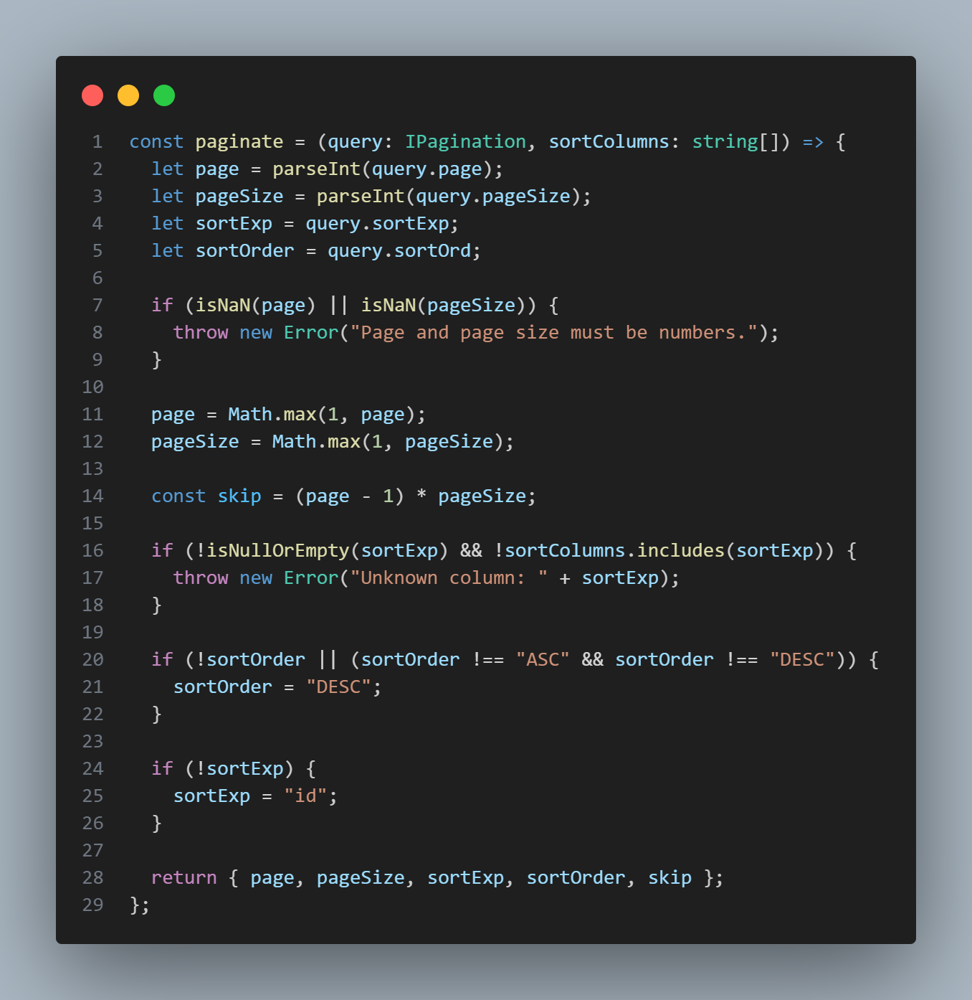 1 const paginate = (query: IPagination, sortColumns: string[]) => {
2   let page = parseInt(query.page);
3   let pageSize = parseInt(query.pageSize);
4   let sortExp = query.sortExp;
5   let sortOrder = query.sortOrd;
6
7   if (isNaN(page) || isNaN(pageSize)) {
8     throw new Error("Page and page size must be numbers.");
9   }
10
11   page = Math.max(1, page);
12   pageSize = Math.max(1, pageSize);
13
14   const skip = (page - 1) * pageSize;
15
16   if (!isNullOrEmpty(sortExp) && !sortColumns.includes(sortExp)) {
17     throw new Error("Unknown column: " + sortExp);
18   }
19
20   if (!sortOrder || (sortOrder !== "ASC" && sortOrder !== "DESC")) {
21     sortOrder = "DESC";
22   }
23
24   if (!sortExp) {
25     sortExp = "id";
26   }
27
28   return { page, pageSize, sortExp, sortOrder, skip };
29 };